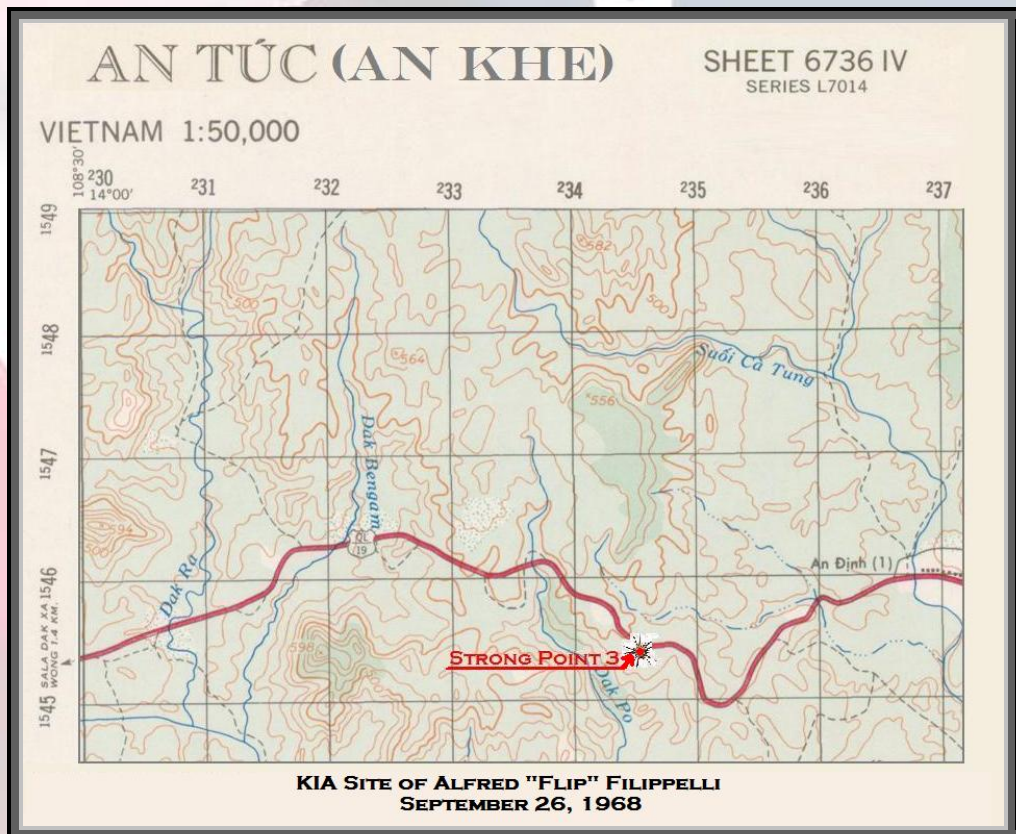 AN TÚC (AN KHE)
SHEET 6736 IV
SERIES L7014
VIETNAM 1:50,000
108°30'
14°00'
230 231 232 233 234 235 236 237
1549
582
500
500
1548
564
Suối Cà Tung
556
Dak Bengam
1547
594
500
QL
19
An Định (1)
1546
Dak Ra
598
STRONG POINT 3
SALA DAK XA
WONG 1.4 KM.
Dak Po
1545
KIA SITE OF ALFRED "FLIP" FILIPPELLI
SEPTEMBER 26, 1968